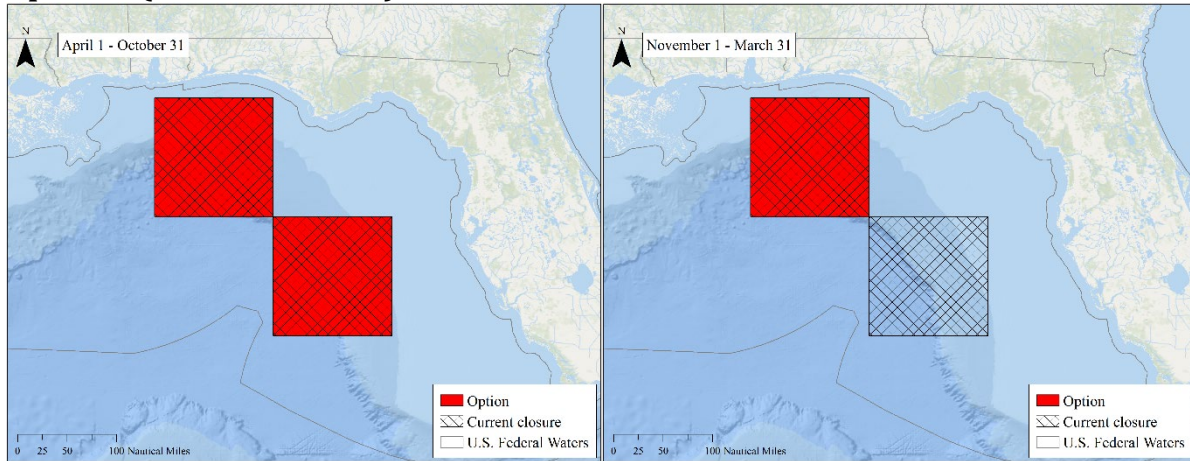 N
April 1 - October 31
Option
Current closure
U.S. Federal Waters
0 25 50 100 Nautical Miles
N
November 1 - March 31
Option
Current closure
U.S. Federal Waters
0 25 50 100 Nautical Miles